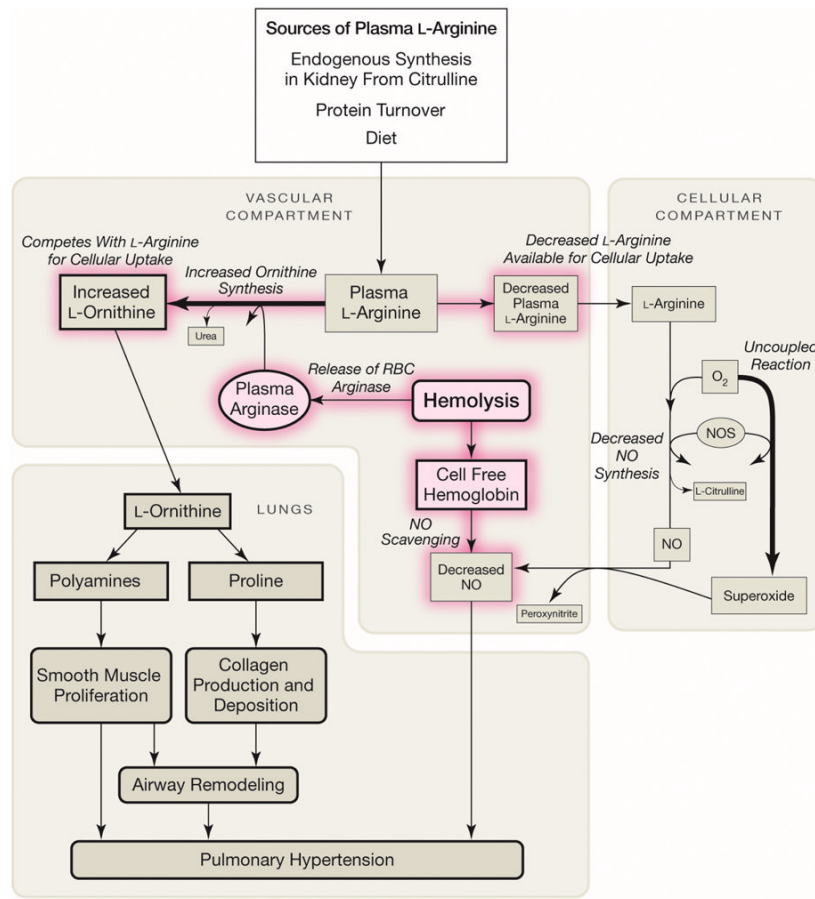 Sources of Plasma L-Arginine
Endogenous Synthesis
in Kidney From Citrulline
Protein Turnover
Diet
VASCULAR
COMPARTMENT
CELLULAR
COMPARTMENT
Competes With L-Arginine
for Cellular Uptake
Increased Ornithine
Synthesis
Decreased L-Arginine
Available for Cellular Uptake
Increased
L-Ornithine
Urea
Plasma
L-Arginine
Decreased
Plasma
L-Arginine
L-Arginine
Plasma
Arginase
Release of RBC
Arginase
Hemolysis
Uncoupled
Reaction
O2
NOS
Decreased
NO
Synthesis
L-Citrulline
Cell Free
Hemoglobin
NO
Scavenging
NO
Decreased
NO
Peroxynitrite
Superoxide
LUNGS
L-Ornithine
Polyamines
Proline
Smooth Muscle
Proliferation
Collagen
Production and
Deposition
Airway Remodeling
Pulmonary Hypertension